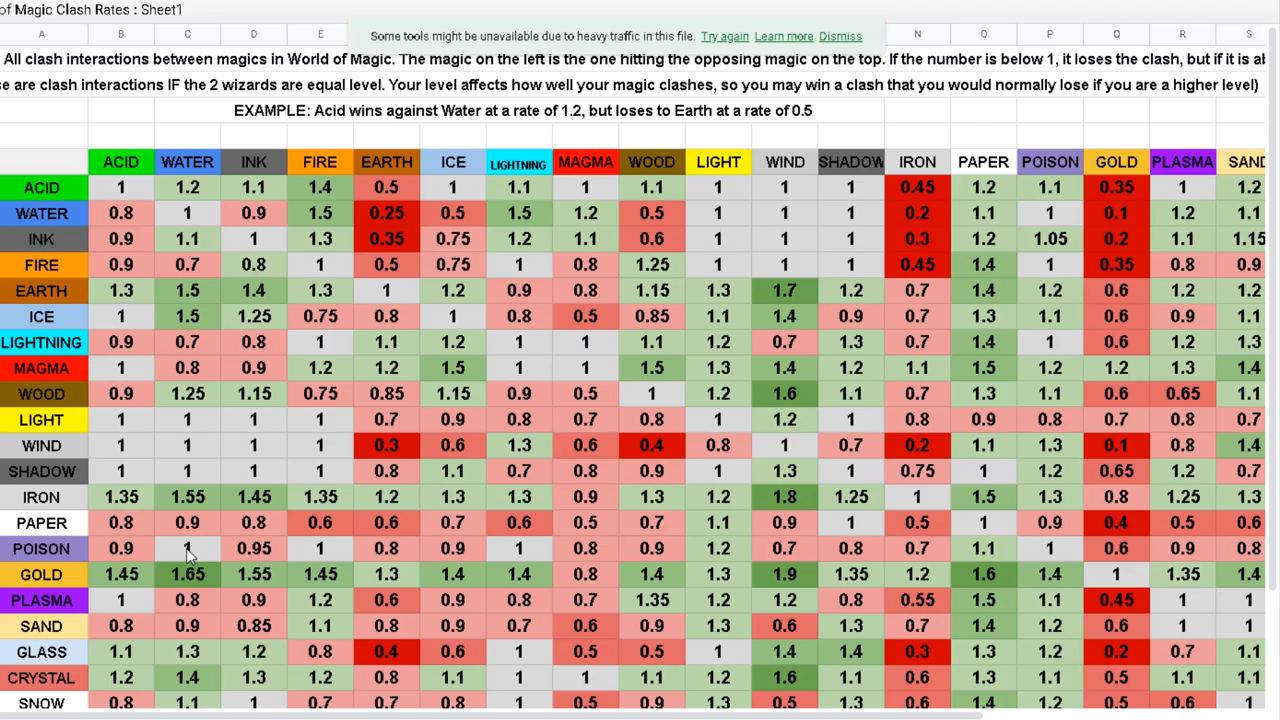 of Magic Clash Rates : Sheet1
Some tools might be unavailable due to heavy traffic in this file. Try again Learn more Dismiss
A B C D E N O P Q R S
All clash interactions between magics in World of Magic. The magic on the left is the one hitting the opposing magic on the top. If the number is below 1, it loses the clash, but if it is ab
se are clash interactions IF the 2 wizards are equal level. Your level affects how well your magic clashes, so you may win a clash that you would normally lose if you are a higher level)
EXAMPLE: Acid wins against Water at a rate of 1.2, but loses to Earth at a rate of 0.5
ACID WATER INK FIRE EARTH ICE LIGHTNING MAGMA WOOD LIGHT WIND SHADOW IRON PAPER POISON GOLD PLASMA SAND
ACID 1 1.2 1.1 1.4 0.5 1 1.1 1 1.1 1 1 1 0.45 1.2 1.1 0.35 1 1.2
WATER 0.8 1 0.9 1.5 0.25 0.5 1.5 1.2 0.5 1 1 1 0.2 1.1 1 0.1 1.2 1.1
INK 0.9 1.1 1 1.3 0.35 0.75 1.2 1.1 0.6 1 1 1 0.3 1.2 1.05 0.2 1.1 1.15
FIRE 0.9 0.7 0.8 1 0.5 0.75 1 0.8 1.25 1 1 1 0.45 1.4 1 0.35 0.8 0.9
EARTH 1.3 1.5 1.4 1.3 1 1.2 0.9 0.8 1.15 1.3 1.7 1.2 0.7 1.4 1.2 0.6 1.2 1.2
ICE 1 1.5 1.25 0.75 0.8 1 0.8 0.5 0.85 1.1 1.4 0.9 0.7 1.3 1.1 0.6 0.9 1.1
LIGHTNING 0.9 0.7 0.8 1 1.1 1.2 1 1 1.1 1.2 0.7 1.3 0.7 1.4 1 0.6 1.2 1.3
MAGMA 1 0.8 0.9 1.2 1.2 1.5 1 1 1.5 1.3 1.4 1.2 1.1 1.5 1.2 1.2 1.3 1.4
WOOD 0.9 1.25 1.15 0.75 0.85 1.15 0.9 0.5 1 1.2 1.6 1.1 0.7 1.3 1.1 0.6 0.65 1.1
LIGHT 1 1 1 1 0.7 0.9 0.8 0.7 0.8 1 1.2 1 0.8 0.9 0.8 0.7 0.8 0.7
WIND 1 1 1 1 0.3 0.6 1.3 0.6 0.4 0.8 1 0.7 0.2 1.1 1.3 0.1 0.8 1.4
SHADOW 1 1 1 1 0.8 1.1 0.7 0.8 0.9 1 1.3 1 0.75 1 1.2 0.65 1.2 0.7
IRON 1.35 1.55 1.45 1.35 1.2 1.3 1.3 0.9 1.3 1.2 1.8 1.25 1 1.5 1.3 0.8 1.25 1.3
PAPER 0.8 0.9 0.8 0.6 0.6 0.7 0.6 0.5 0.7 1.1 0.9 1 0.5 1 0.9 0.4 0.5 0.6
POISON 0.9 1 0.95 1 0.8 0.9 1 0.8 0.9 1.2 0.7 0.8 0.7 1.1 1 0.6 0.9 0.8
GOLD 1.45 1.65 1.55 1.45 1.3 1.4 1.4 0.8 1.4 1.3 1.9 1.35 1.2 1.6 1.4 1 1.35 1.4
PLASMA 1 0.8 0.9 1.2 0.6 0.9 0.8 0.7 1.35 1.2 1.2 0.8 0.55 1.5 1.1 0.45 1 1
SAND 0.8 0.9 0.85 1.1 0.8 0.9 0.7 0.6 0.9 1.3 0.6 1.3 0.7 1.4 1.2 0.6 1 1
GLASS 1.1 1.3 1.2 0.8 0.4 0.6 1 0.5 0.5 1 1.4 1.4 0.3 1.3 1.2 0.2 0.7 1.1
CRYSTAL 1.2 1.4 1.3 1.2 0.8 1.1 1 1 1.1 1.2 1.6 1.1 0.6 1.3 1.1 0.5 1.1 1.1
SNOW 0.8 1.1 1 0.7 0.7 0.8 1 0.5 0.9 1.3 0.5 1.3 0.6 1.4 1.2 0.5 0.6 1